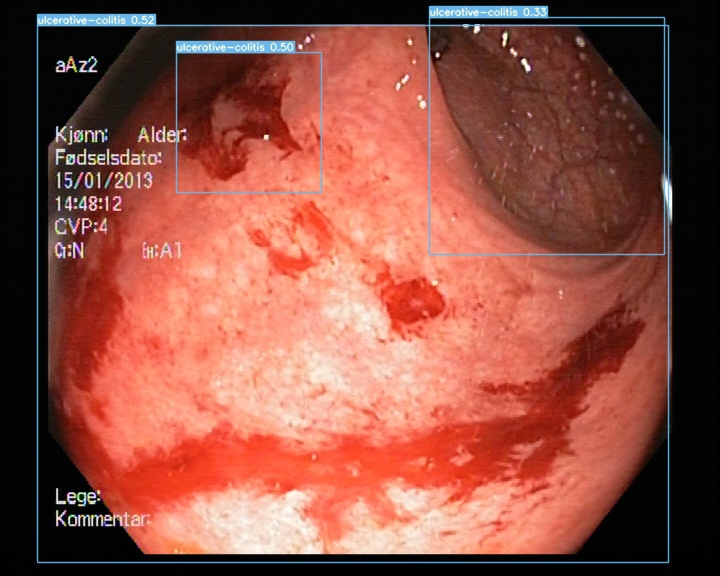 ulcerative-colitis 0.52
ulcerative-colitis 0.33
ulcerative-colitis 0.50
aAz2
Kjønn: Alder:
Fødselsdato:
15/01/2013
14:48:12
CVP:4
:N :A1
Lege:
Kommentar: